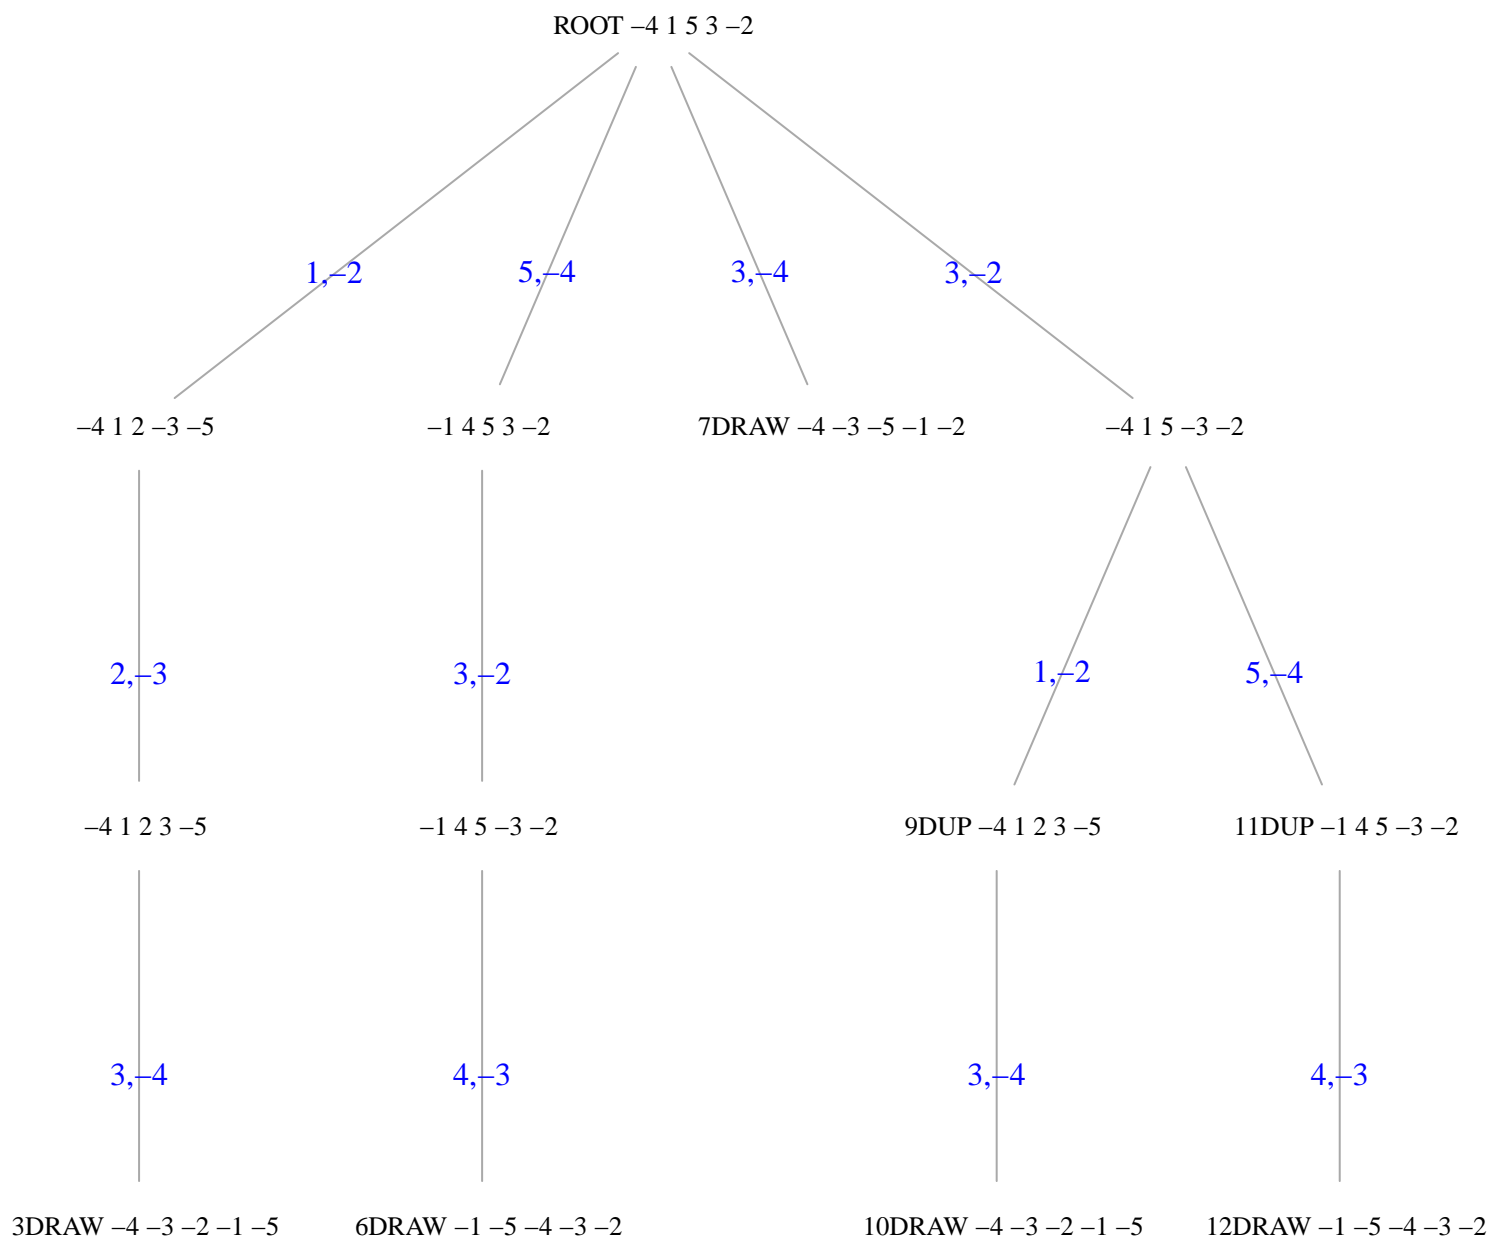 ROOT –4 1 5 3 –2
1,–2
5,–4
3,–4
3,–2
–4 1 2 –3 –5
–1 4 5 3 –2
7DRAW –4 –3 –5 –1 –2
–4 1 5 –3 –2
2,–3
3,–2
1,–2
5,–4
–4 1 2 3 –5
–1 4 5 –3 –2
9DUP –4 1 2 3 –5
11DUP –1 4 5 –3 –2
3,–4
4,–3
3,–4
4,–3
3DRAW –4 –3 –2 –1 –5
6DRAW –1 –5 –4 –3 –2
10DRAW –4 –3 –2 –1 –5
12DRAW –1 –5 –4 –3 –2